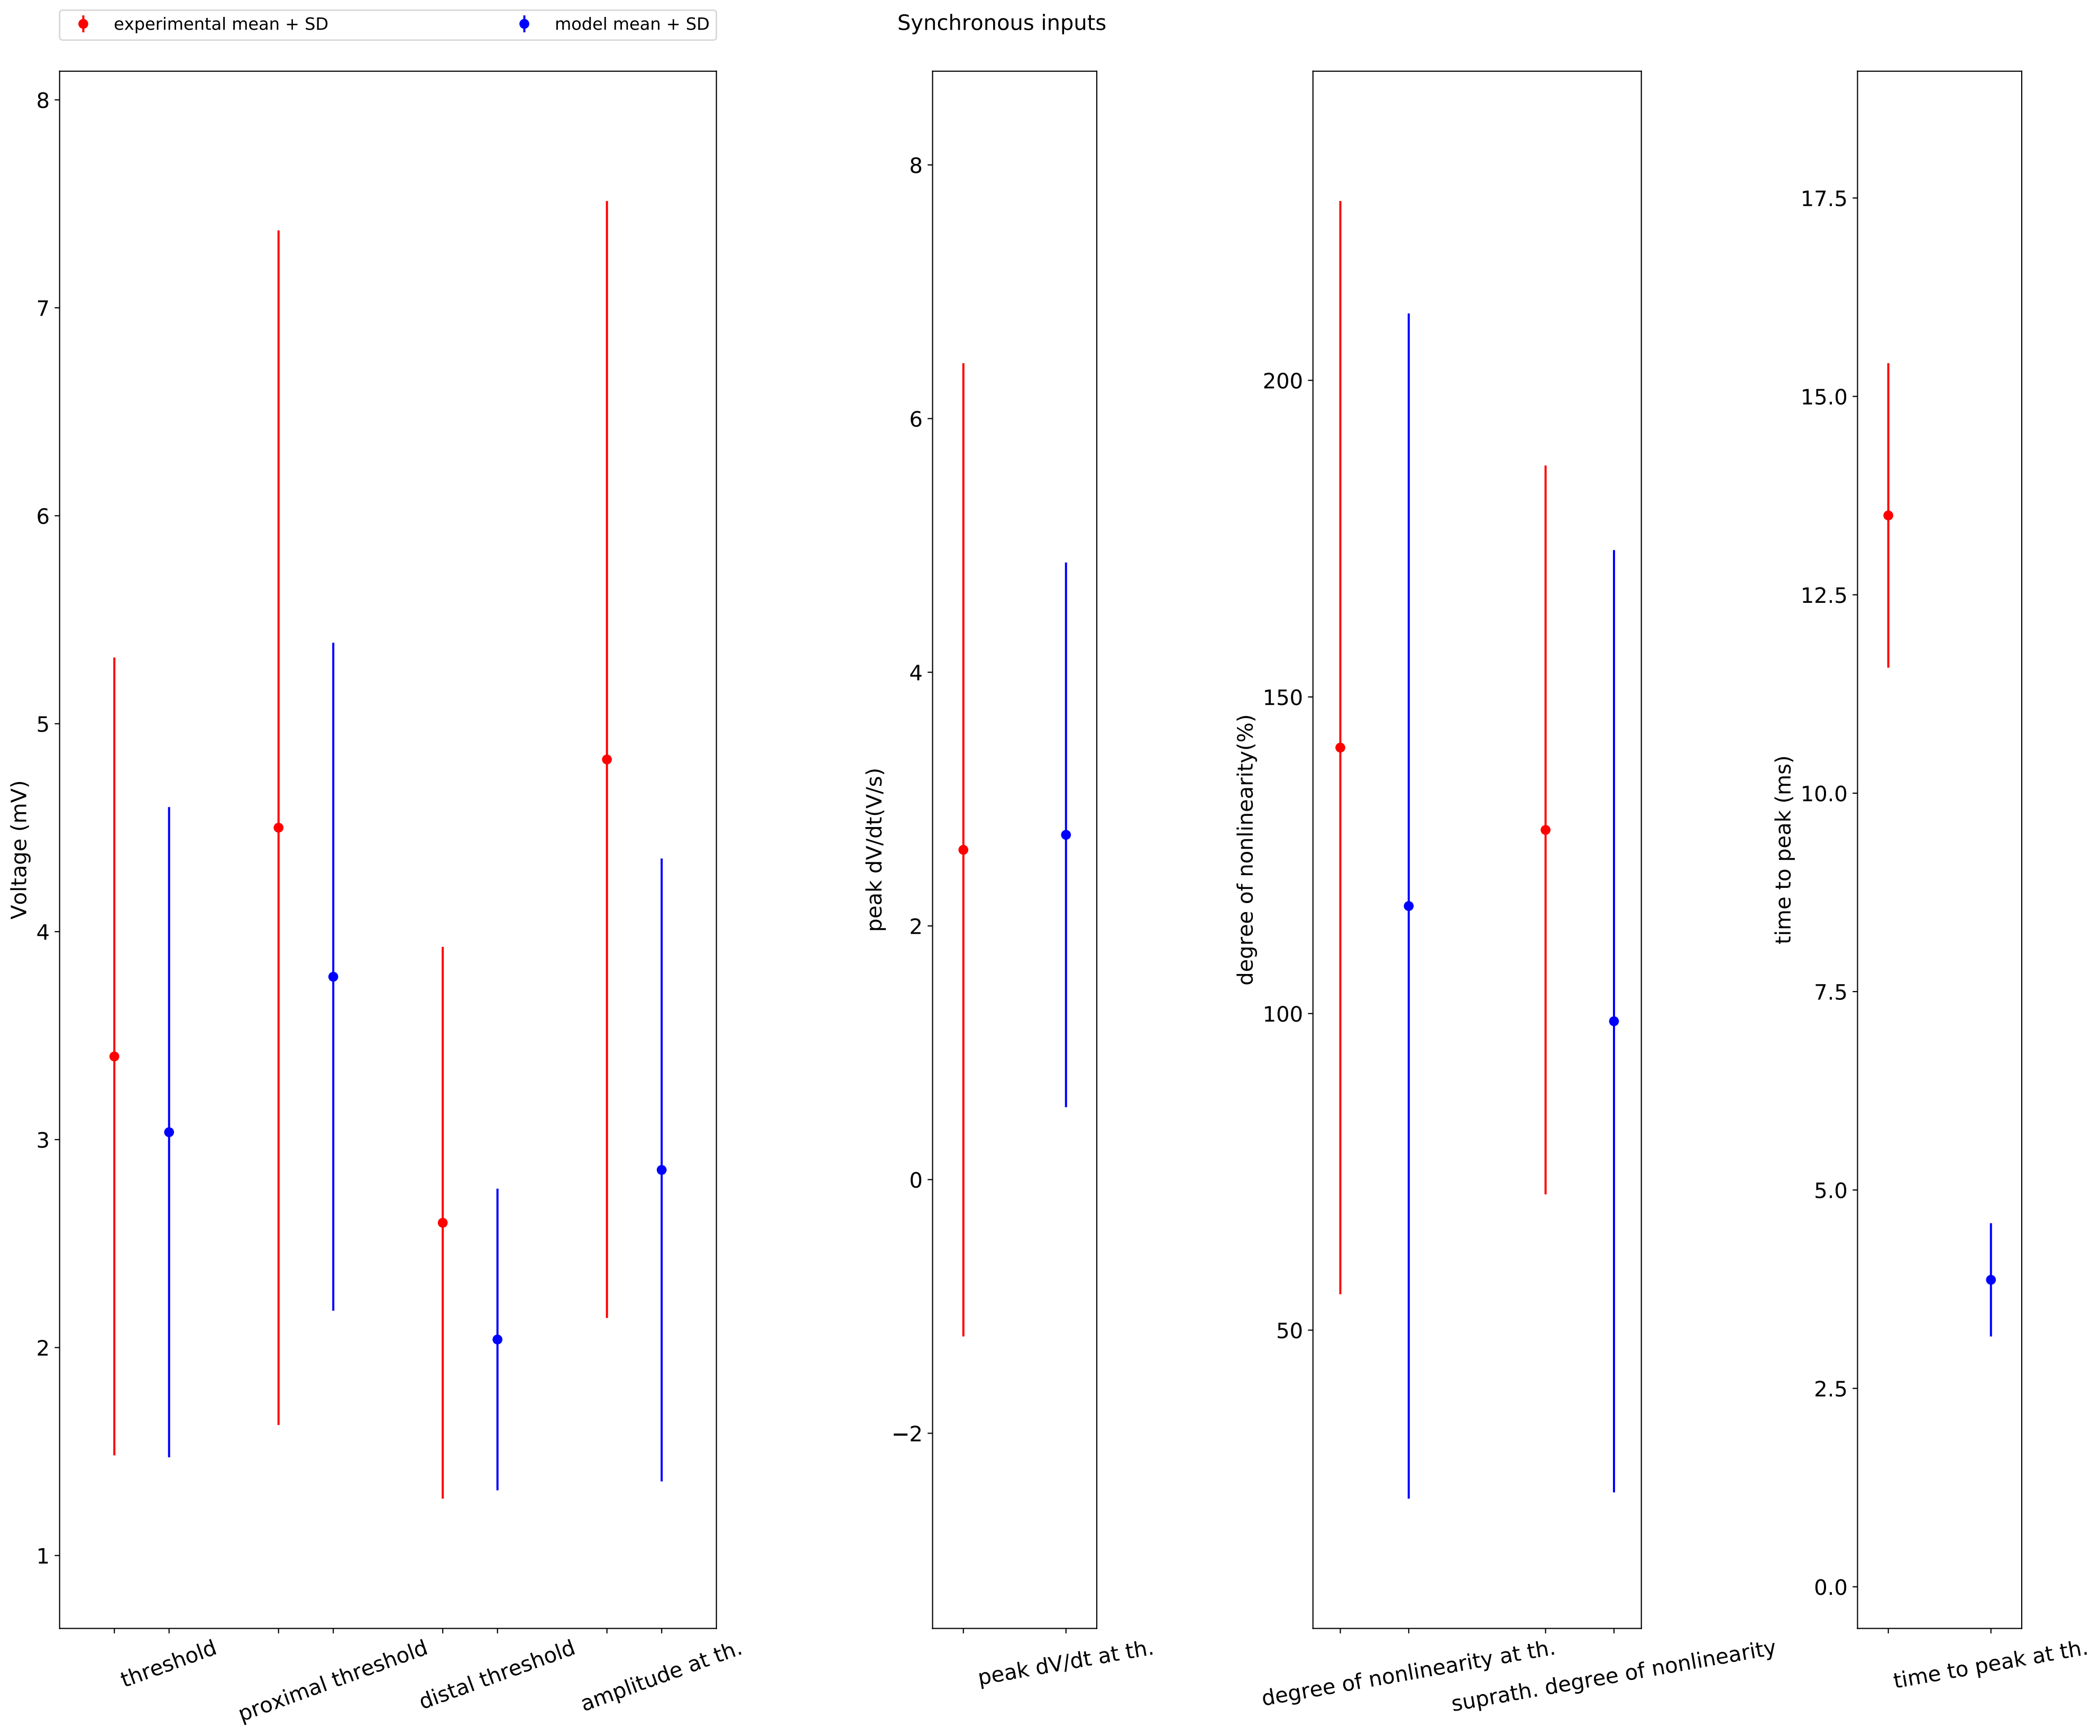 experimental mean + SD
model mean + SD
Synchronous inputs
Voltage (mV)
8
7
6
5
4
3
2
1
threshold
proximal threshold
distal threshold
amplitude at th.
peak dV/dt(V/s)
8
6
4
2
0
−2
peak dV/dt at th.
degree of nonlinearity(%)
200
150
100
50
degree of nonlinearity at th.
suprath. degree of nonlinearity
time to peak (ms)
17.5
15.0
12.5
10.0
7.5
5.0
2.5
0.0
time to peak at th.